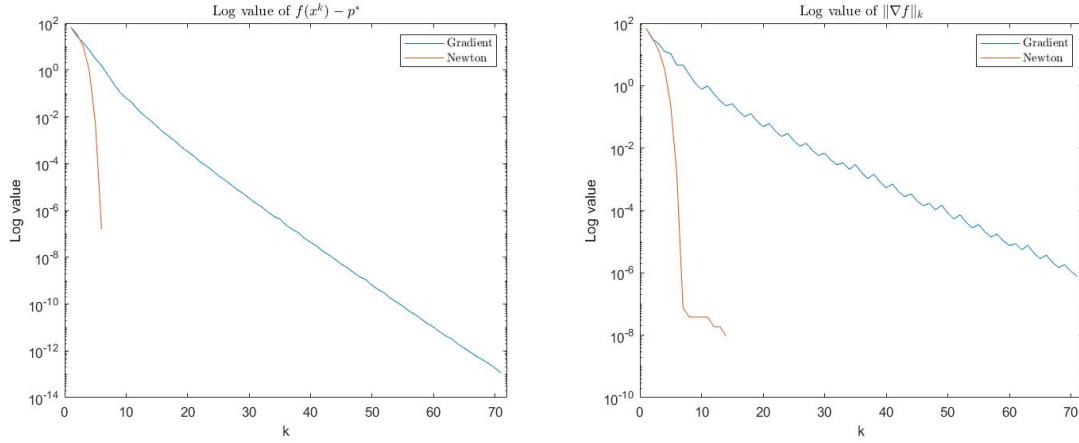 Log value of f(x^k) − p*
10^2
10^0
10^-2
10^-4
10^-6
10^-8
10^-10
10^-12
10^-14
Log value
0 10 20 30 40 50 60 70
k
Gradient
Newton
Log value of ‖∇f‖_k
10^2
10^0
10^-2
10^-4
10^-6
10^-8
10^-10
Log value
0 10 20 30 40 50 60 70
k
Gradient
Newton